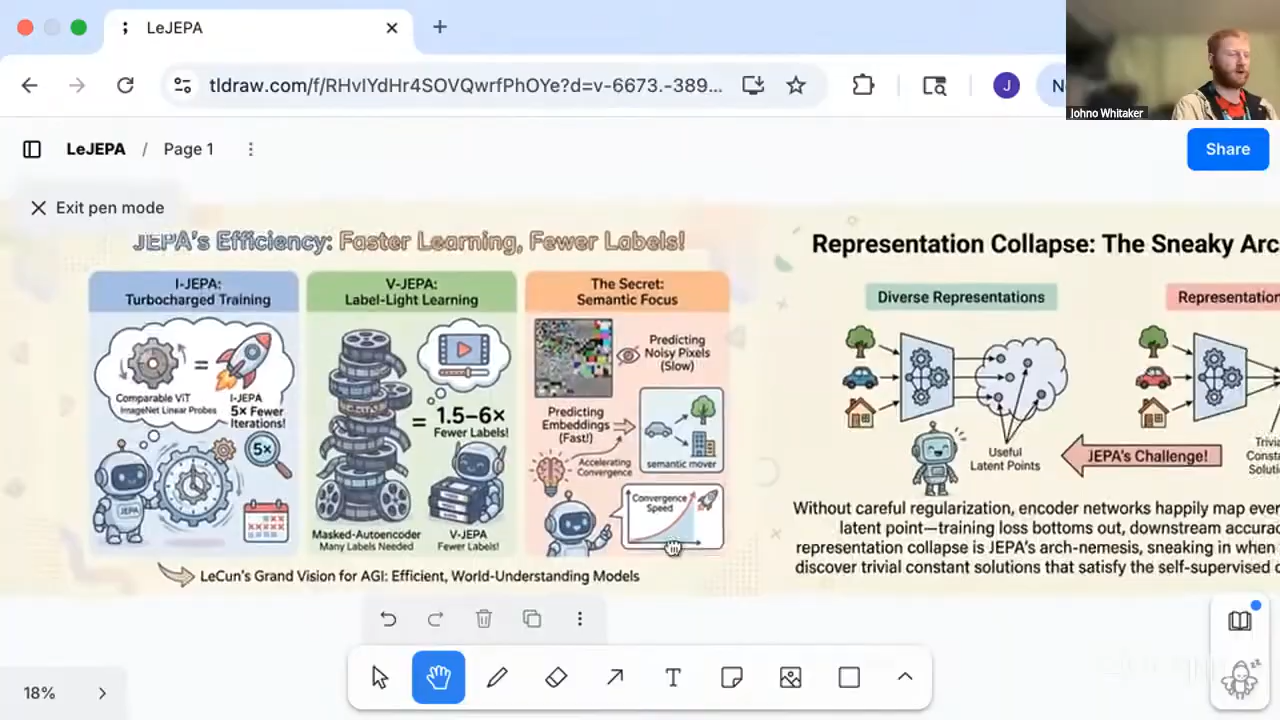 LeJEPA
tldraw.com/f/RHvIYdHr4SOVQwrfPhOYe?d=v-6673.-389...
J
Johno Whitaker
LeJEPA / Page 1
Share
Exit pen mode
JEPA's Efficiency: Faster Learning, Fewer Labels!
I-JEPA:
Turbocharged Training
Comparable ViT
ImageNet Linear Probes
=
I-JEPA
5× Fewer
Iterations!
5×
JEPA
V-JEPA:
Label-Light Learning
= 1.5–6×
Fewer Labels!
Masked-Autoencoder
Many Labels Needed
V-JEPA
Fewer Labels!
The Secret:
Semantic Focus
Predicting
Noisy Pixels
(Slow)
Predicting
Embeddings
(Fast!)
semantic mover
Accelerating
Convergence
Convergence
Speed
LeCun's Grand Vision for AGI: Efficient, World-Understanding Models
Representation Collapse: The Sneaky Arc
Diverse Representations
Representation
Useful
Latent Points
JEPA's Challenge!
Trivia
Consta
Soluti
Without careful regularization, encoder networks happily map ever
latent point—training loss bottoms out, downstream accurac
representation collapse is JEPA's arch-nemesis, sneaking in when
discover trivial constant solutions that satisfy the self-supervised
T
18%